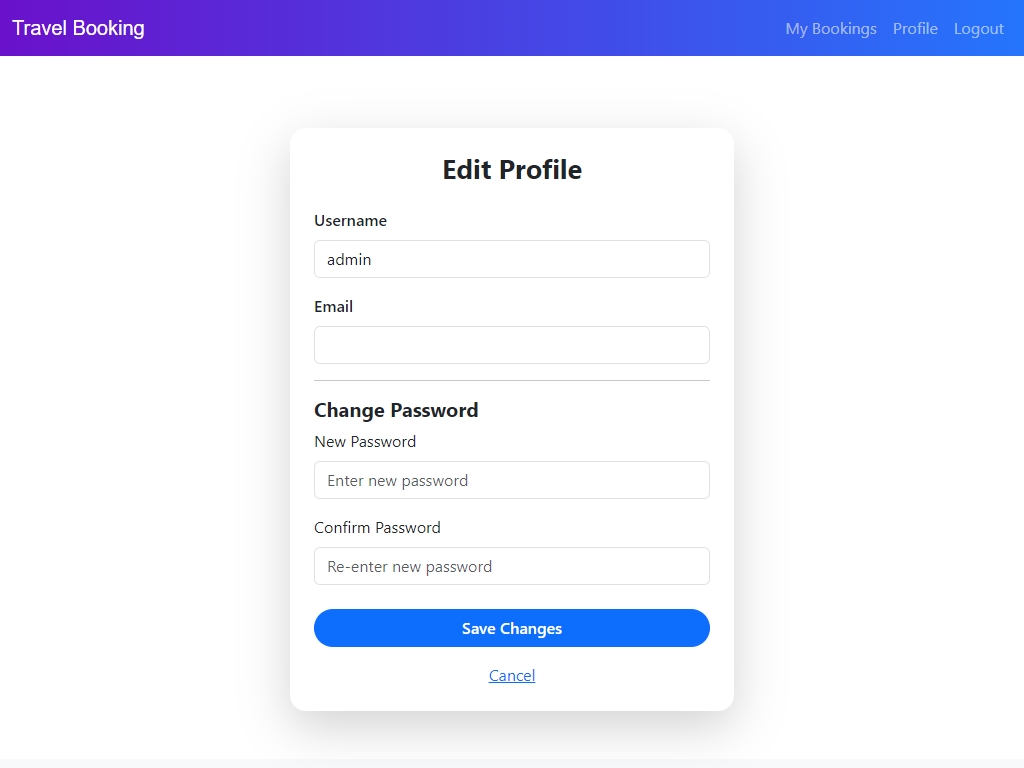 Travel Booking
My Bookings Profile Logout
Edit Profile
Username
admin
Email
Change Password
New Password
Enter new password
Confirm Password
Re-enter new password
Save Changes
Cancel